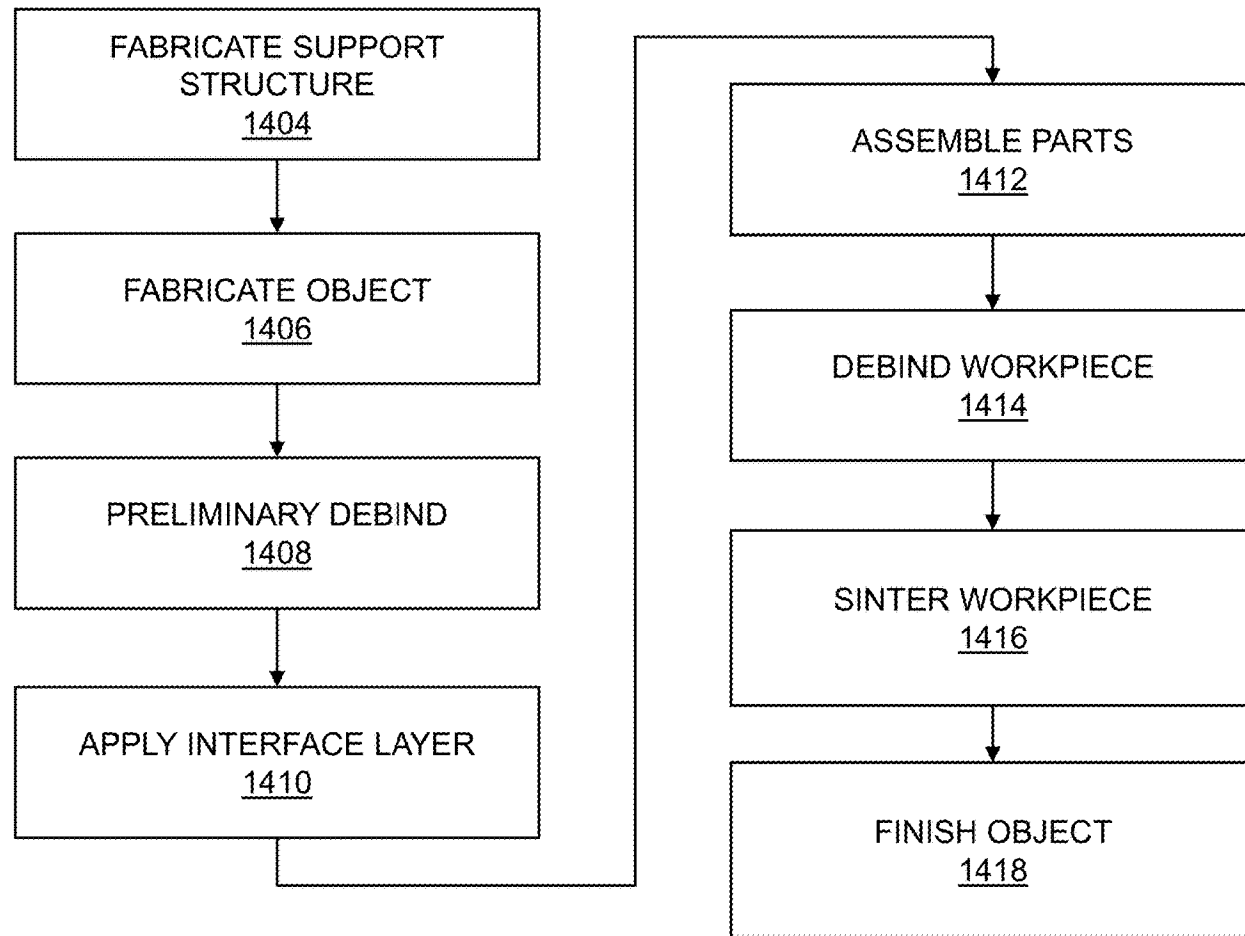 FABRICATE SUPPORT
STRUCTURE
1404
FABRICATE OBJECT
1406
PRELIMINARY DEBIND
1408
APPLY INTERFACE LAYER
1410
ASSEMBLE PARTS
1412
DEBIND WORKPIECE
1414
SINTER WORKPIECE
1416
FINISH OBJECT
1418